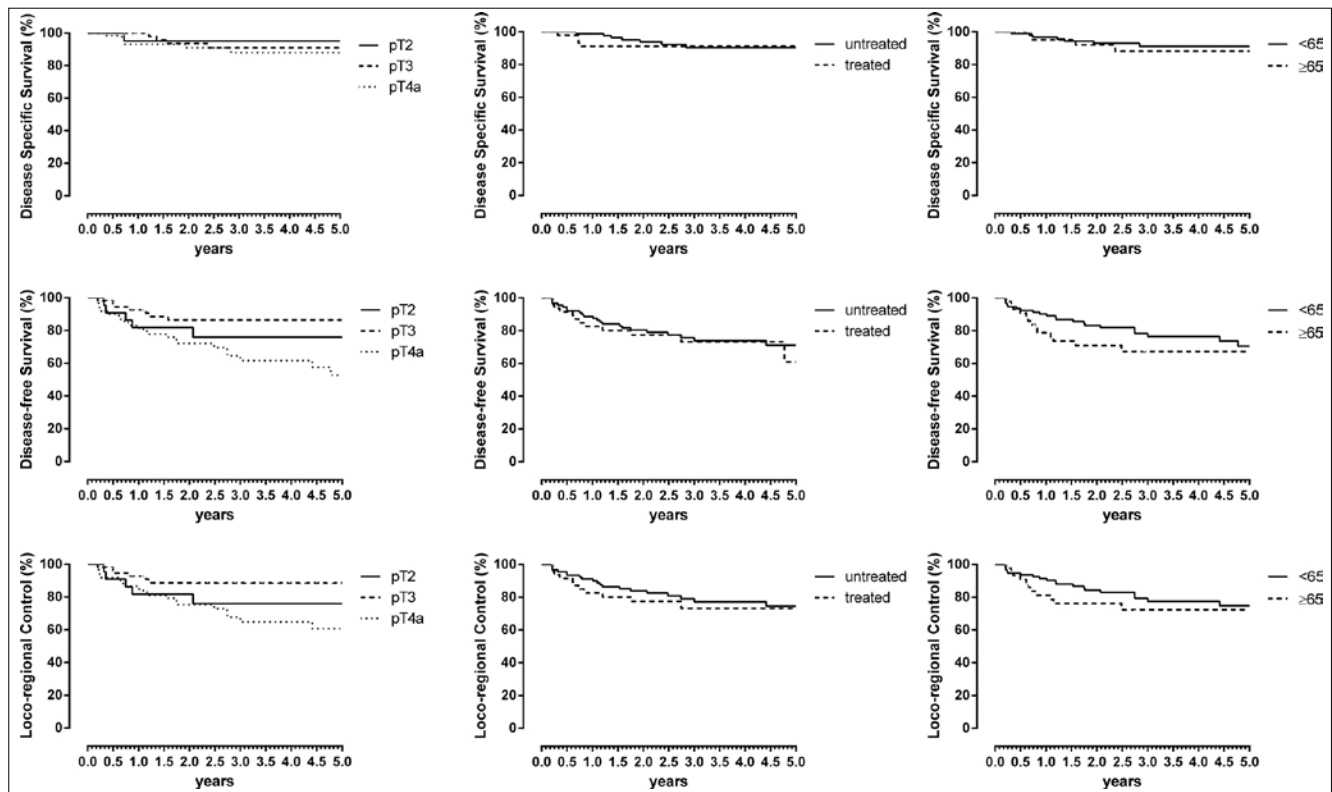 Disease Specific Survival (%)
100
80
60
40
20
0
0.0 0.5 1.0 1.5 2.0 2.5 3.0 3.5 4.0 4.5 5.0
years
pT2
pT3
pT4a
Disease Specific Survival (%)
100
80
60
40
20
0
0.0 0.5 1.0 1.5 2.0 2.5 3.0 3.5 4.0 4.5 5.0
years
untreated
treated
Disease Specific Survival (%)
100
80
60
40
20
0
0.0 0.5 1.0 1.5 2.0 2.5 3.0 3.5 4.0 4.5 5.0
years
<65
≥65
Disease-free Survival (%)
100
80
60
40
20
0
0.0 0.5 1.0 1.5 2.0 2.5 3.0 3.5 4.0 4.5 5.0
years
pT2
pT3
pT4a
Disease-free Survival (%)
100
80
60
40
20
0
0.0 0.5 1.0 1.5 2.0 2.5 3.0 3.5 4.0 4.5 5.0
years
untreated
treated
Disease-free Survival (%)
100
80
60
40
20
0
0.0 0.5 1.0 1.5 2.0 2.5 3.0 3.5 4.0 4.5 5.0
years
<65
≥65
Loco-regional Control (%)
100
80
60
40
20
0
0.0 0.5 1.0 1.5 2.0 2.5 3.0 3.5 4.0 4.5 5.0
years
pT2
pT3
pT4a
Loco-regional Control (%)
100
80
60
40
20
0
0.0 0.5 1.0 1.5 2.0 2.5 3.0 3.5 4.0 4.5 5.0
years
untreated
treated
Loco-regional Control (%)
100
80
60
40
20
0
0.0 0.5 1.0 1.5 2.0 2.5 3.0 3.5 4.0 4.5 5.0
years
<65
≥65